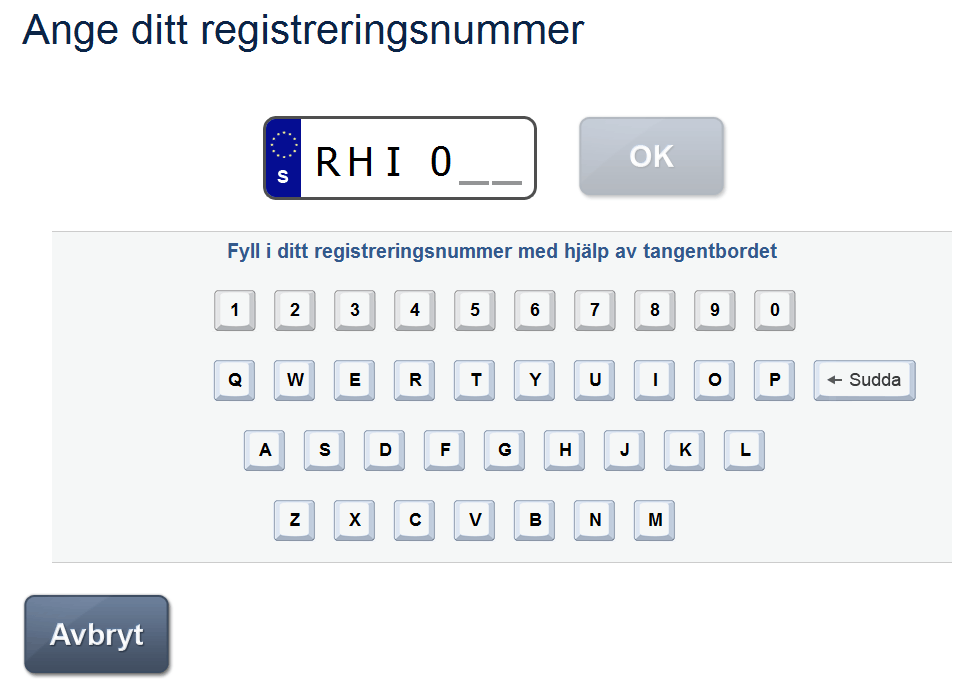 Ange ditt registreringsnummer
S
RHI 0__
OK
Fyll i ditt registreringsnummer med hjälp av tangentbordet
1 2 3 4 5 6 7 8 9 0
Q W E R T Y U I O P ← Sudda
A S D F G H J K L
Z X C V B N M
Avbryt